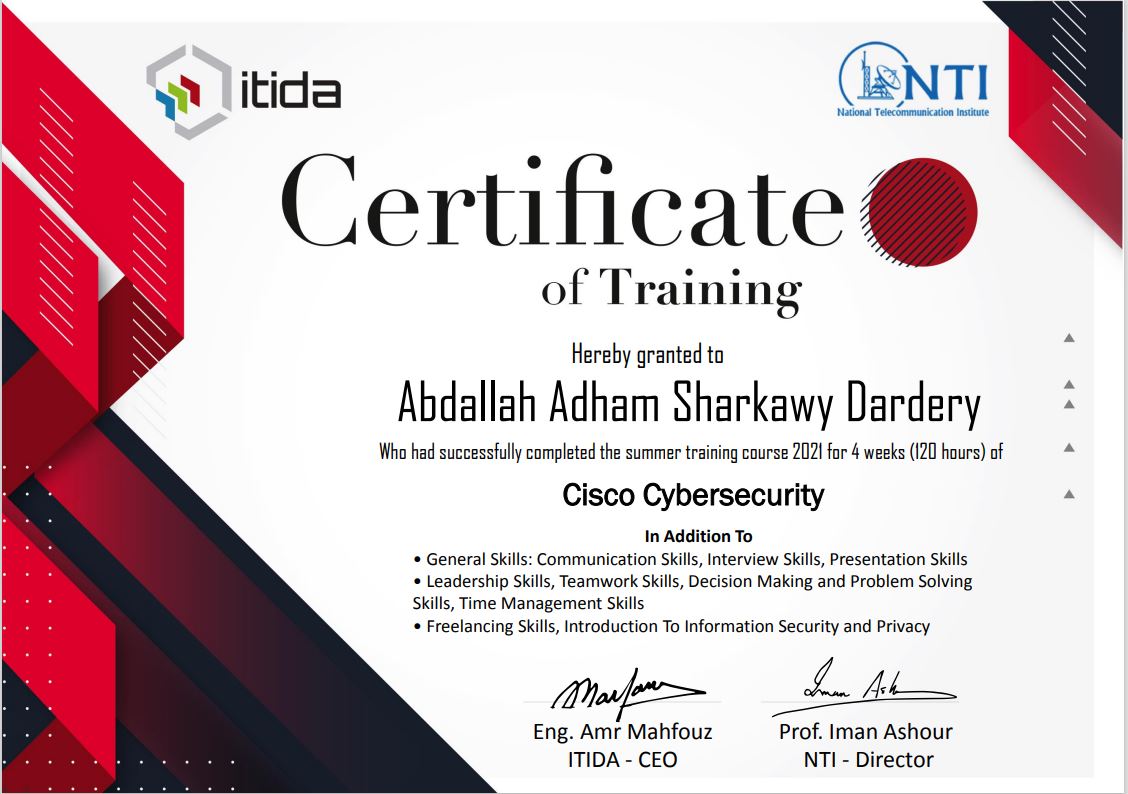 itida
NTI
National Telecommunication Institute
Certificate
of Training
Hereby granted to
Abdallah Adham Sharkawy Dardery
Who had successfully completed the summer training course 2021 for 4 weeks (120 hours) of
Cisco Cybersecurity
In Addition To
• General Skills: Communication Skills, Interview Skills, Presentation Skills
• Leadership Skills, Teamwork Skills, Decision Making and Problem Solving
Skills, Time Management Skills
• Freelancing Skills, Introduction To Information Security and Privacy
Eng. Amr Mahfouz
ITIDA - CEO
Prof. Iman Ashour
NTI - Director